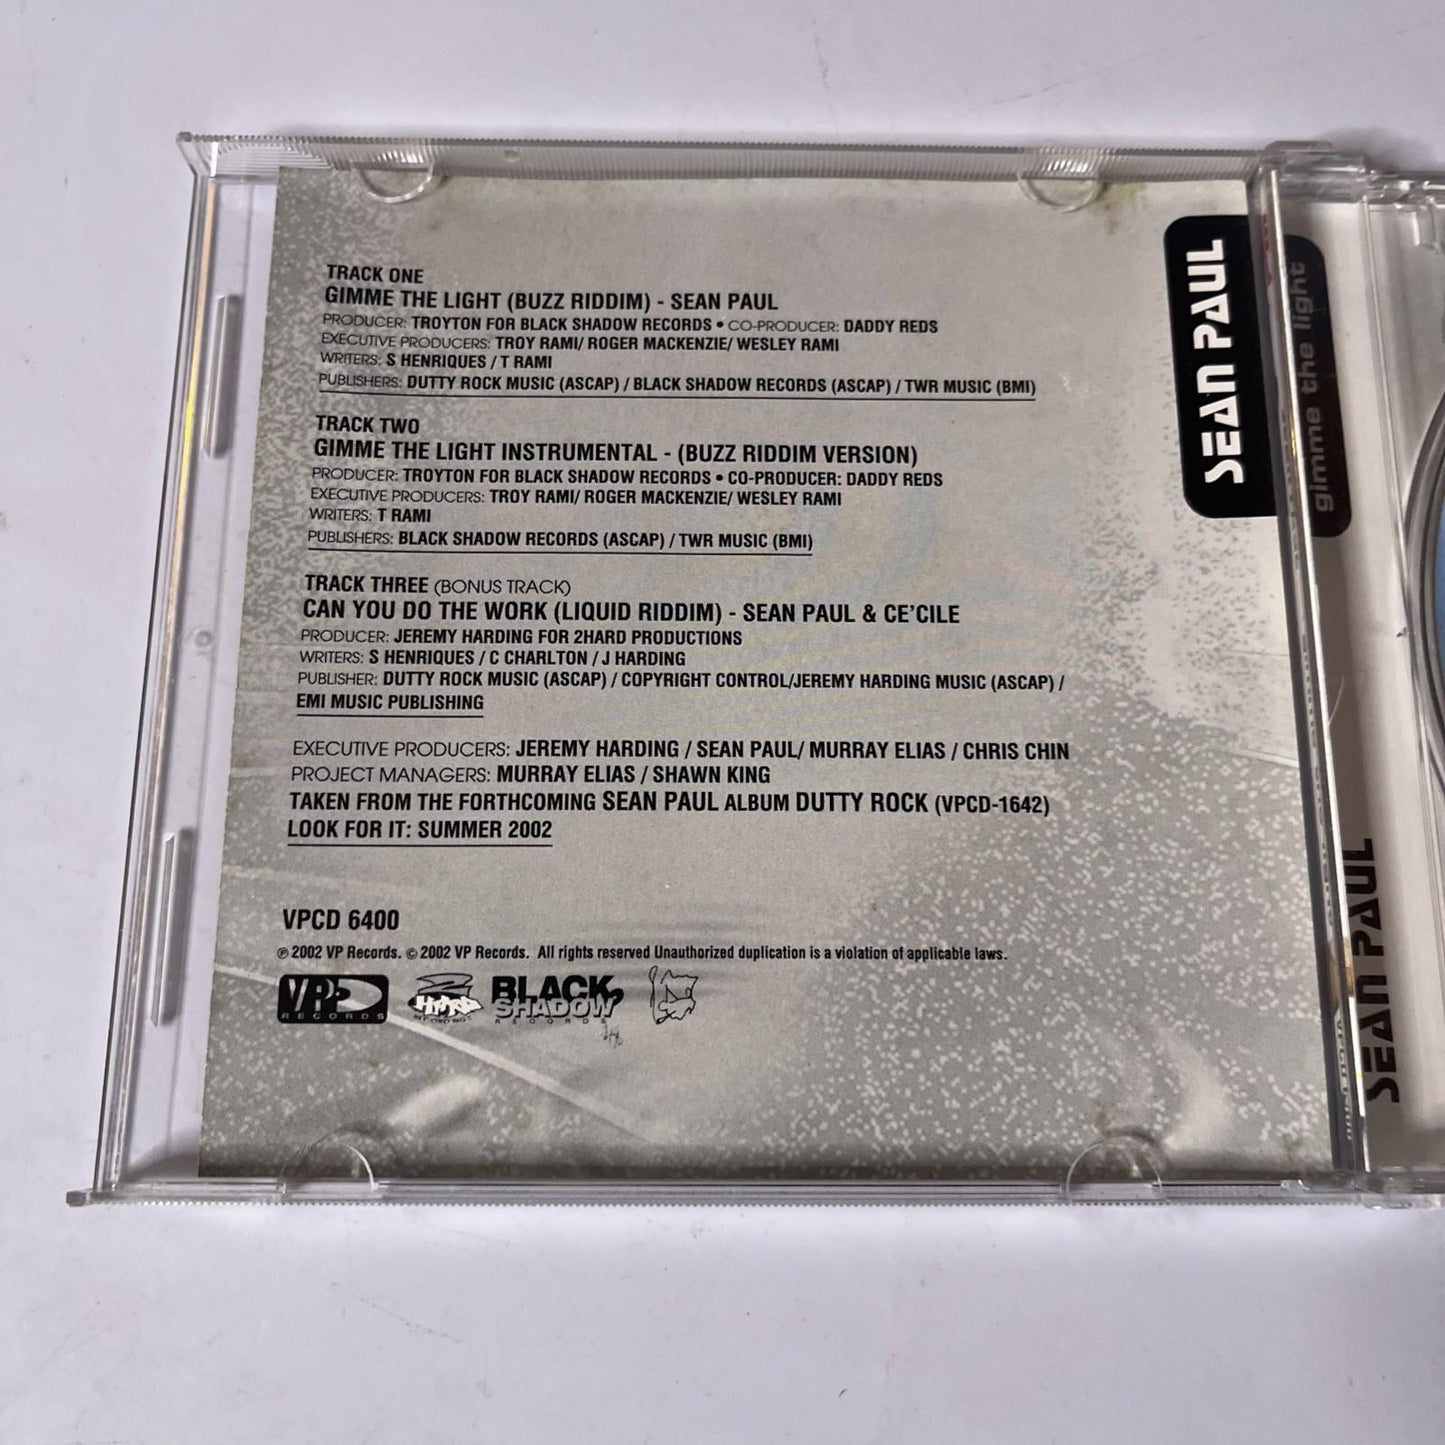 TRACK ONE
GIMME THE LIGHT (BUZZ RIDDIM) - SEAN PAUL
PRODUCER: TROYTON FOR BLACK SHADOW RECORDS • CO-PRODUCER: DADDY REDS
EXECUTIVE PRODUCERS: TROY RAMI/ ROGER MACKENZIE/ WESLEY RAMI
WRITERS: S HENRIQUES / T RAMI
PUBLISHERS: DUTTY ROCK MUSIC (ASCAP) / BLACK SHADOW RECORDS (ASCAP) / TWR MUSIC (BMI)
TRACK TWO
GIMME THE LIGHT INSTRUMENTAL - (BUZZ RIDDIM VERSION)
PRODUCER: TROYTON FOR BLACK SHADOW RECORDS • CO-PRODUCER: DADDY REDS
EXECUTIVE PRODUCERS: TROY RAMI/ ROGER MACKENZIE/ WESLEY RAMI
WRITERS: T RAMI
PUBLISHERS: BLACK SHADOW RECORDS (ASCAP) / TWR MUSIC (BMI)
TRACK THREE (BONUS TRACK)
CAN YOU DO THE WORK (LIQUID RIDDIM) - SEAN PAUL & CE'CILE
PRODUCER: JEREMY HARDING FOR 2HARD PRODUCTIONS
WRITERS: S HENRIQUES / C CHARLTON / J HARDING
PUBLISHER: DUTTY ROCK MUSIC (ASCAP) / COPYRIGHT CONTROL/JEREMY HARDING MUSIC (ASCAP) /
EMI MUSIC PUBLISHING
EXECUTIVE PRODUCERS: JEREMY HARDING / SEAN PAUL/ MURRAY ELIAS / CHRIS CHIN
PROJECT MANAGERS: MURRAY ELIAS / SHAWN KING
TAKEN FROM THE FORTHCOMING SEAN PAUL ALBUM DUTTY ROCK (VPCD-1642)
LOOK FOR IT: SUMMER 2002
VPCD 6400
℗ 2002 VP Records. © 2002 VP Records. All rights reserved Unauthorized duplication is a violation of applicable laws.
VP RECORDS
HARD
BLACK SHADOW RECORDS
SEAN PAUL
gimme the light
SEAN PAUL